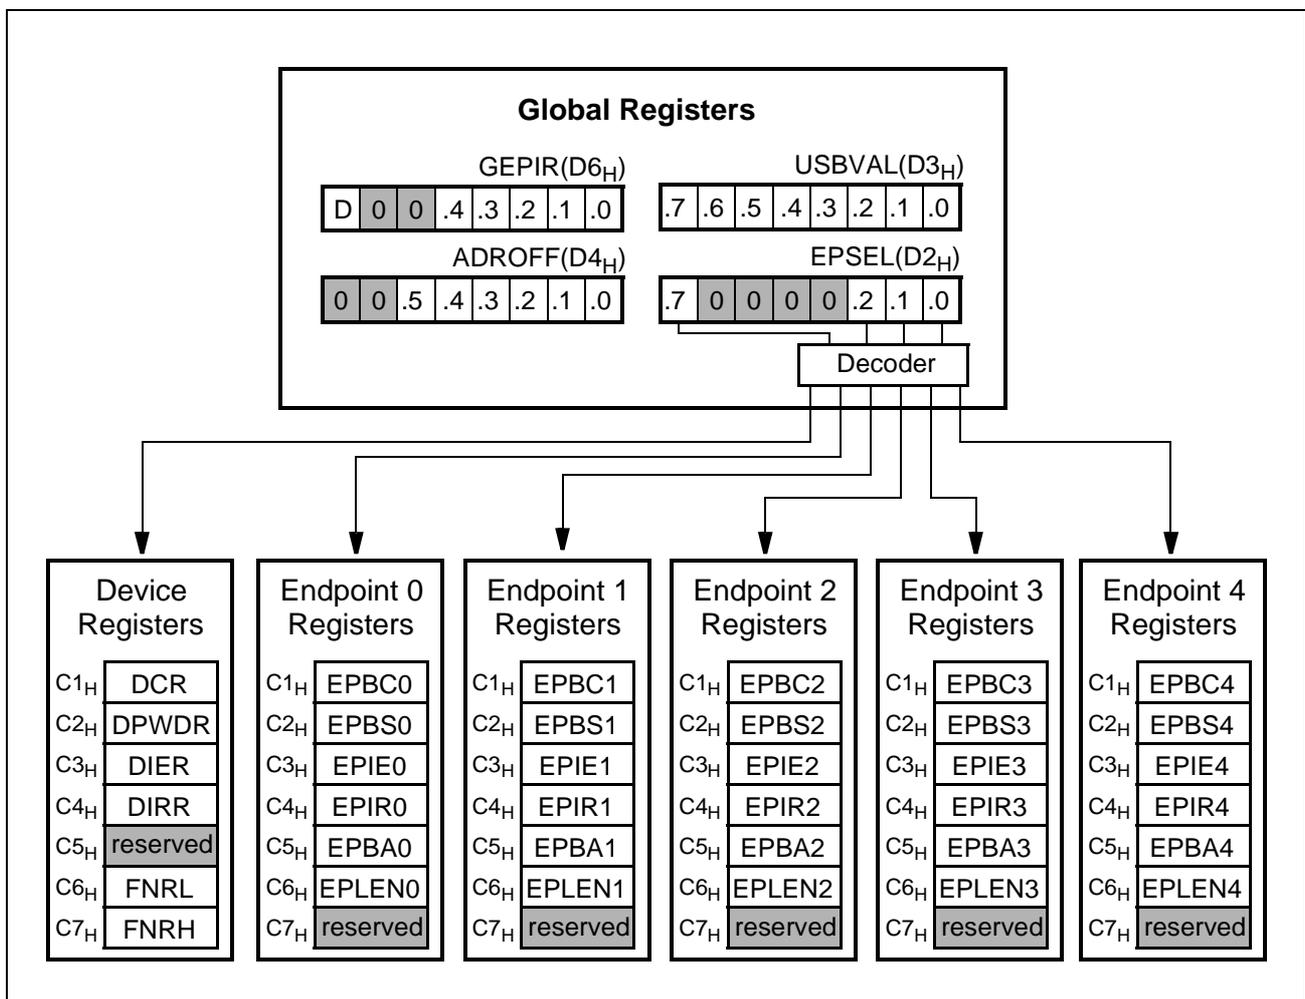 Global Registers
GEPIR(D6H) USBVAL(D3H)
D 0 0 .4 .3 .2 .1 .0 .7 .6 .5 .4 .3 .2 .1 .0
ADROFF(D4H) EPSEL(D2H)
0 0 .5 .4 .3 .2 .1 .0 .7 0 0 0 0 .2 .1 .0
Decoder
Device
Registers
C1H DCR
C2H DPWDR
C3H DIER
C4H DIRR
C5H reserved
C6H FNRL
C7H FNRH
Endpoint 0
Registers
C1H EPBC0
C2H EPBS0
C3H EPIE0
C4H EPIR0
C5H EPBA0
C6H EPLEN0
C7H reserved
Endpoint 1
Registers
C1H EPBC1
C2H EPBS1
C3H EPIE1
C4H EPIR1
C5H EPBA1
C6H EPLEN1
C7H reserved
Endpoint 2
Registers
C1H EPBC2
C2H EPBS2
C3H EPIE2
C4H EPIR2
C5H EPBA2
C6H EPLEN2
C7H reserved
Endpoint 3
Registers
C1H EPBC3
C2H EPBS3
C3H EPIE3
C4H EPIR3
C5H EPBA3
C6H EPLEN3
C7H reserved
Endpoint 4
Registers
C1H EPBC4
C2H EPBS4
C3H EPIE4
C4H EPIR4
C5H EPBA4
C6H EPLEN4
C7H reserved